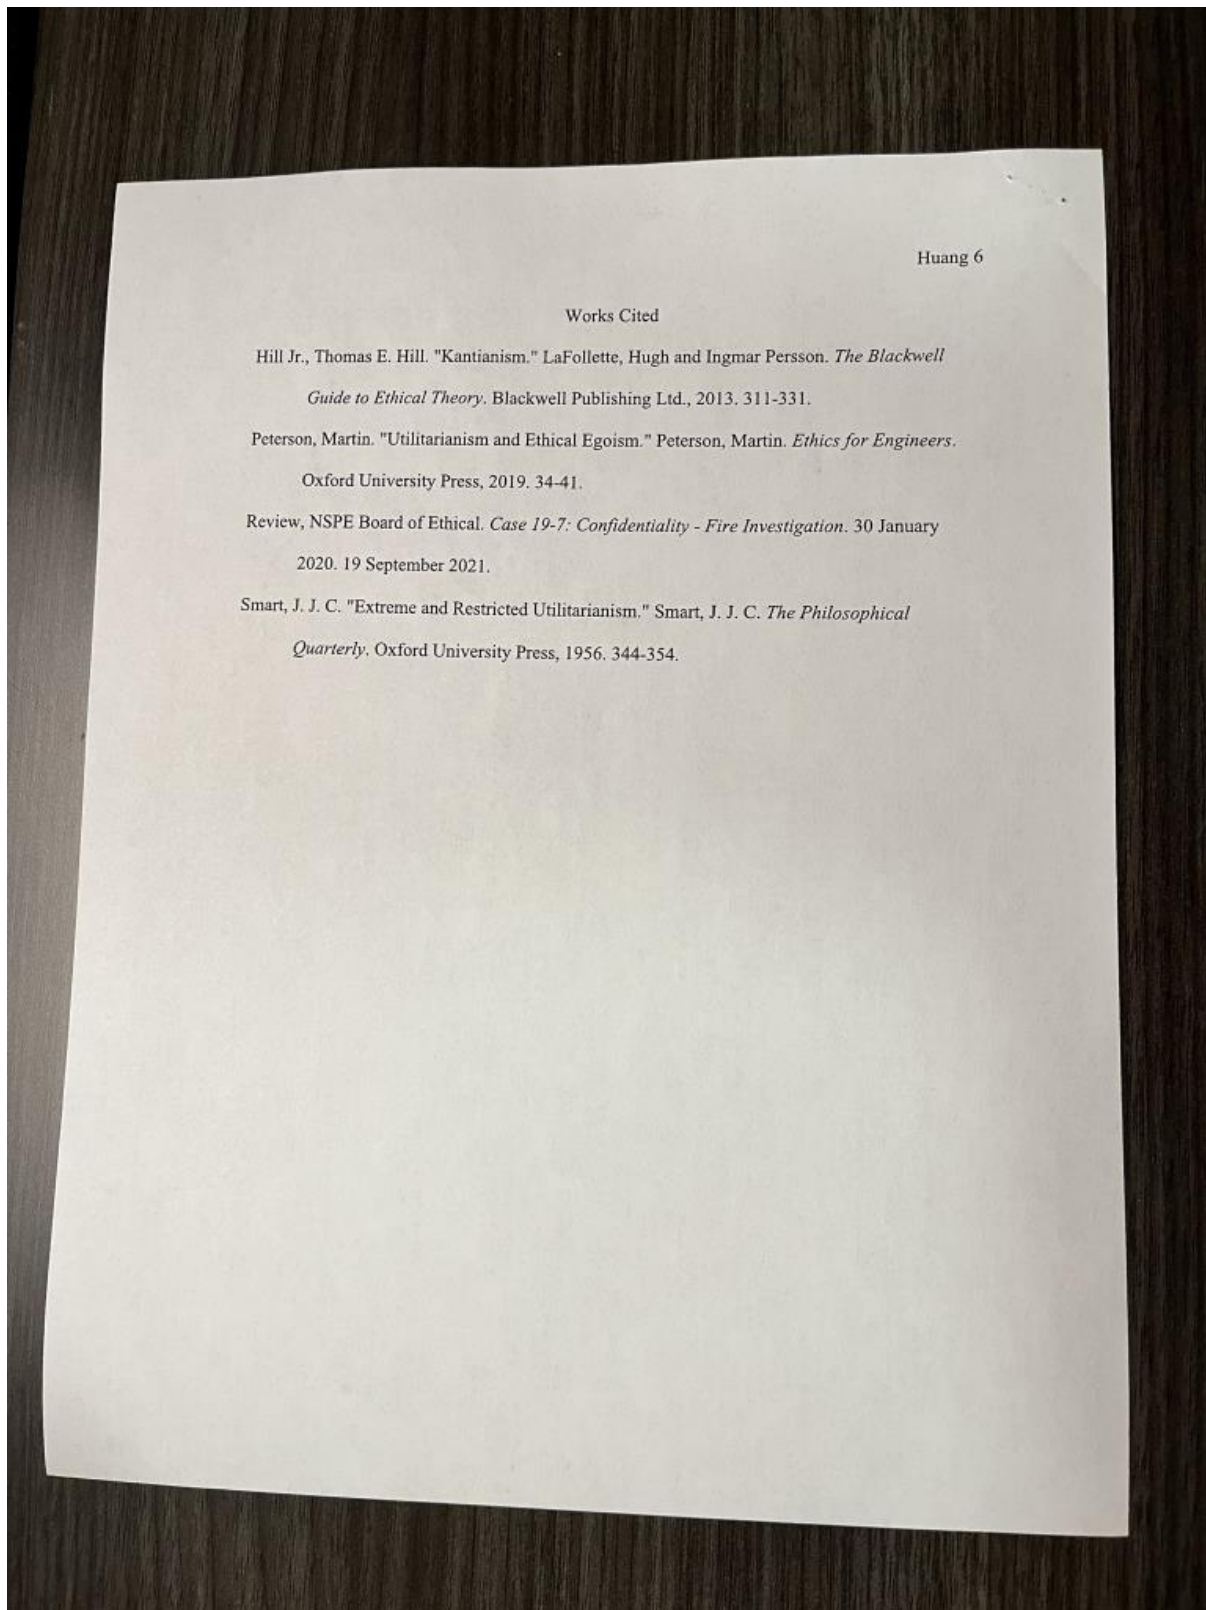 Huang 6
Works Cited
Hill Jr., Thomas E. Hill. "Kantianism." LaFollette, Hugh and Ingmar Persson. The Blackwell
Guide to Ethical Theory. Blackwell Publishing Ltd., 2013. 311-331.
Peterson, Martin. "Utilitarianism and Ethical Egoism." Peterson, Martin. Ethics for Engineers.
Oxford University Press, 2019. 34-41.
Review, NSPE Board of Ethical. Case 19-7: Confidentiality - Fire Investigation. 30 January
2020. 19 September 2021.
Smart, J. J. C. "Extreme and Restricted Utilitarianism." Smart, J. J. C. The Philosophical
Quarterly. Oxford University Press, 1956. 344-354.